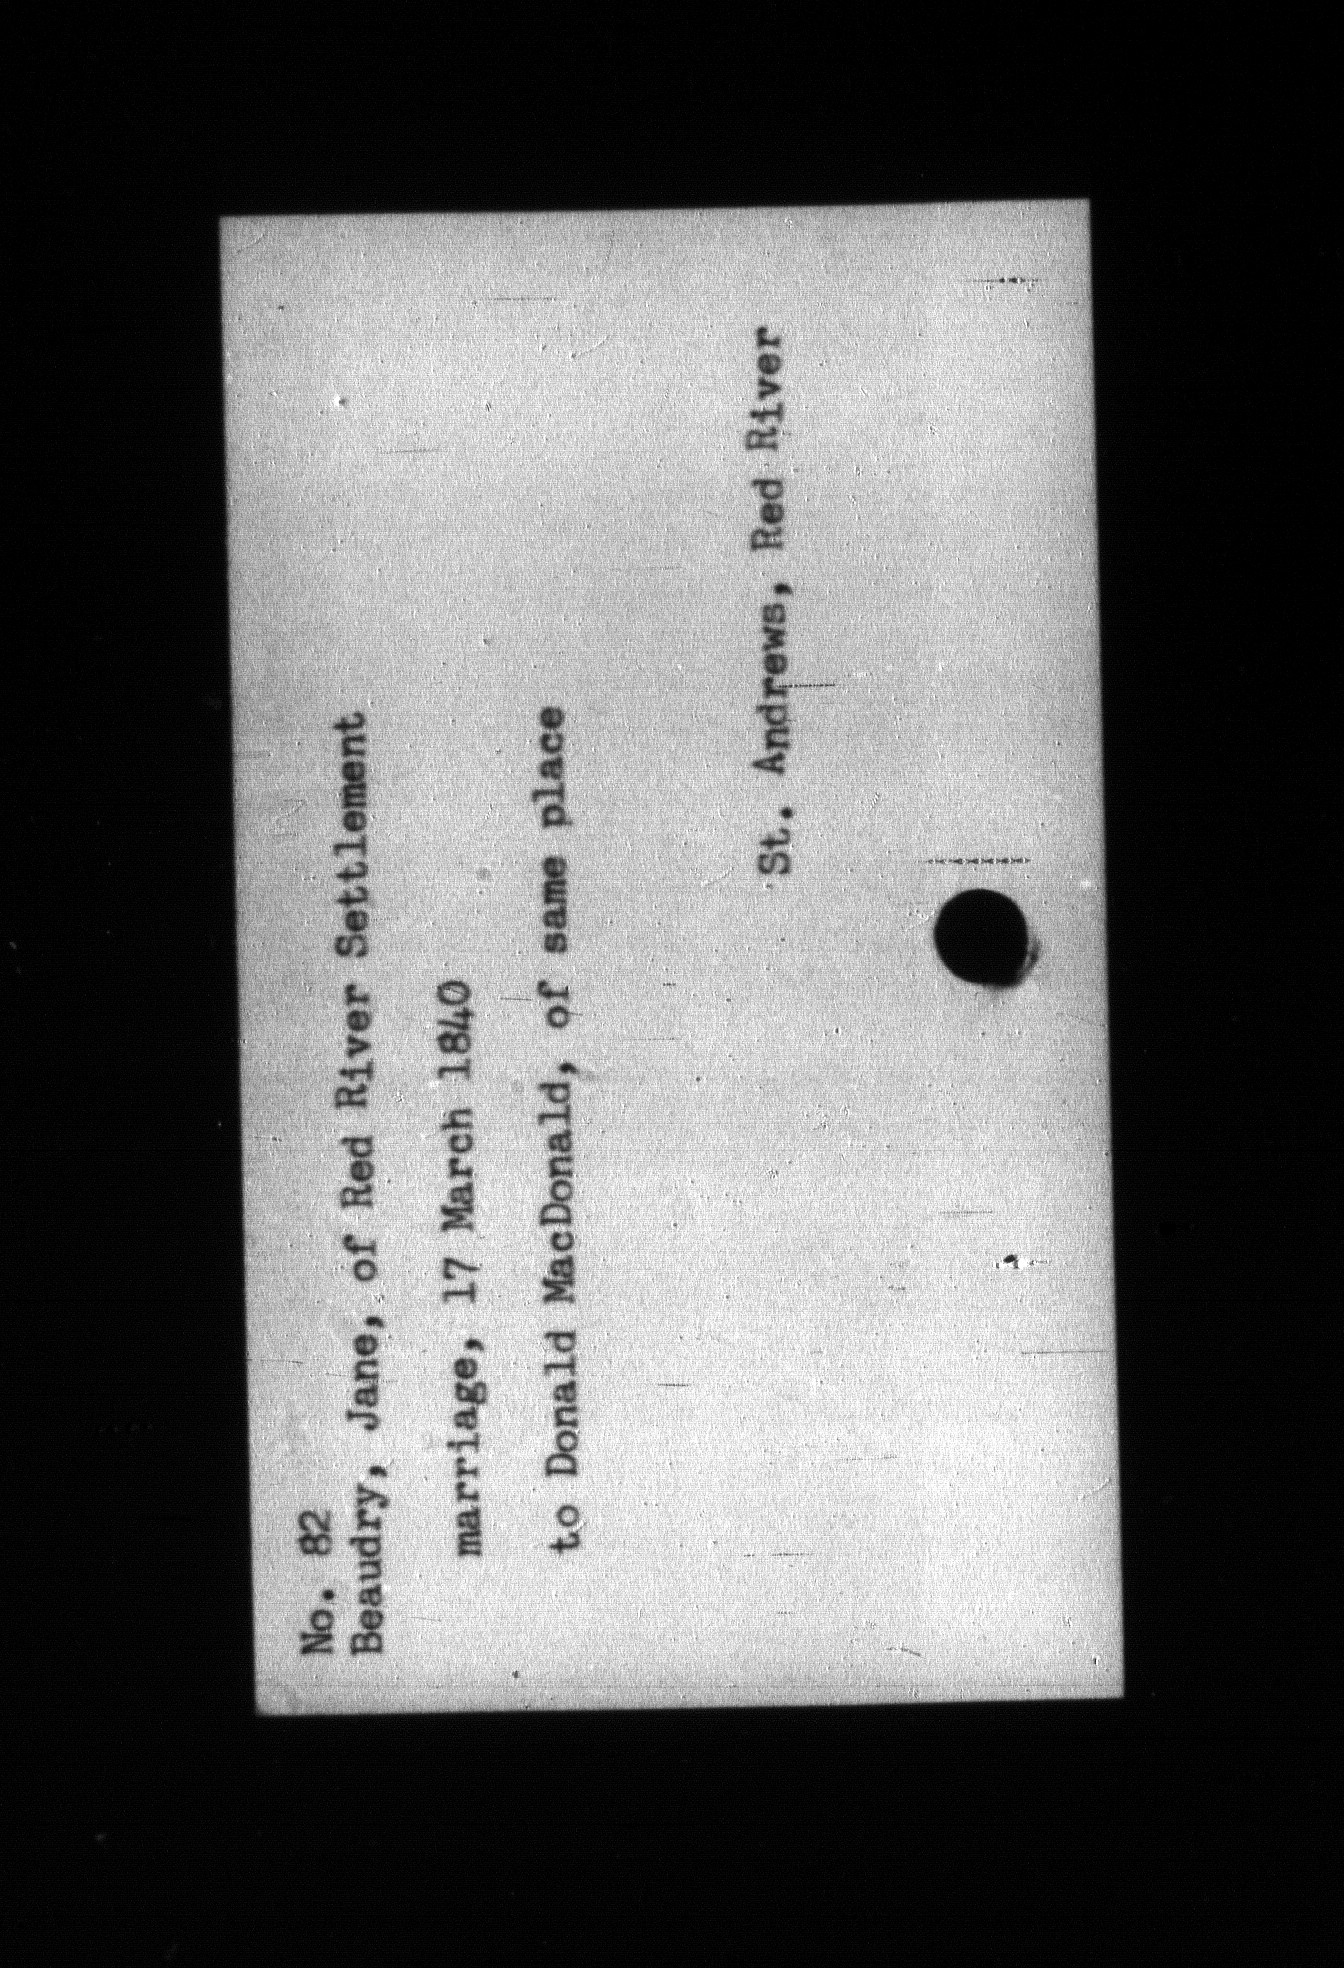 No. 82
Beaudry, Jane, of Red River Settlement
marriage, 17 March 1840
to Donald MacDonald, of same place
St. Andrews, Red River